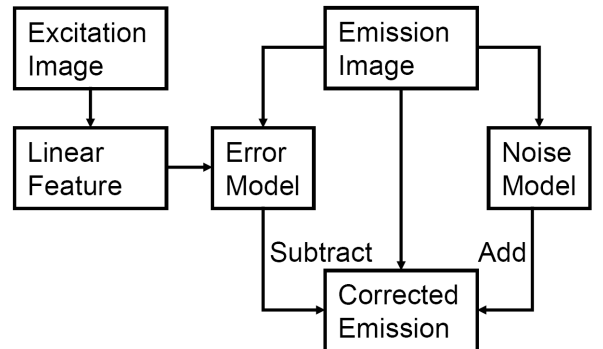 Excitation
Image
Emission
Image
Linear
Feature
Error
Model
Noise
Model
Subtract
Add
Corrected
Emission